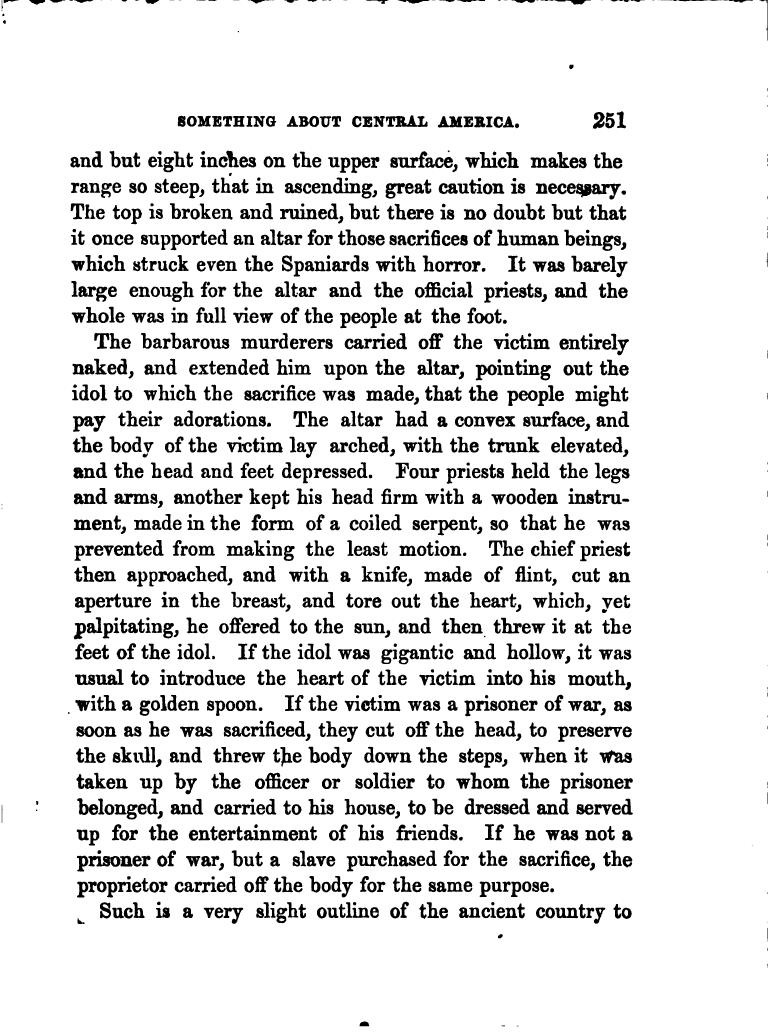 SOMETHING ABOUT CENTRAL AMERICA. 251
and but eight inches on the upper surface, which makes the
range so steep, that in ascending, great caution is necessary.
The top is broken and ruined, but there is no doubt but that
it once supported an altar for those sacrifices of human beings,
which struck even the Spaniards with horror. It was barely
large enough for the altar and the official priests, and the
whole was in full view of the people at the foot.
The barbarous murderers carried off the victim entirely
naked, and extended him upon the altar, pointing out the
idol to which the sacrifice was made, that the people might
pay their adorations. The altar had a convex surface, and
the body of the victim lay arched, with the trunk elevated,
and the head and feet depressed. Four priests held the legs
and arms, another kept his head firm with a wooden instru-
ment, made in the form of a coiled serpent, so that he was
prevented from making the least motion. The chief priest
then approached, and with a knife, made of flint, cut an
aperture in the breast, and tore out the heart, which, yet
palpitating, he offered to the sun, and then threw it at the
feet of the idol. If the idol was gigantic and hollow, it was
usual to introduce the heart of the victim into his mouth,
with a golden spoon. If the victim was a prisoner of war, as
soon as he was sacrificed, they cut off the head, to preserve
the skull, and threw the body down the steps, when it was
taken up by the officer or soldier to whom the prisoner
belonged, and carried to his house, to be dressed and served
up for the entertainment of his friends. If he was not a
prisoner of war, but a slave purchased for the sacrifice, the
proprietor carried off the body for the same purpose.
Such is a very slight outline of the ancient country to